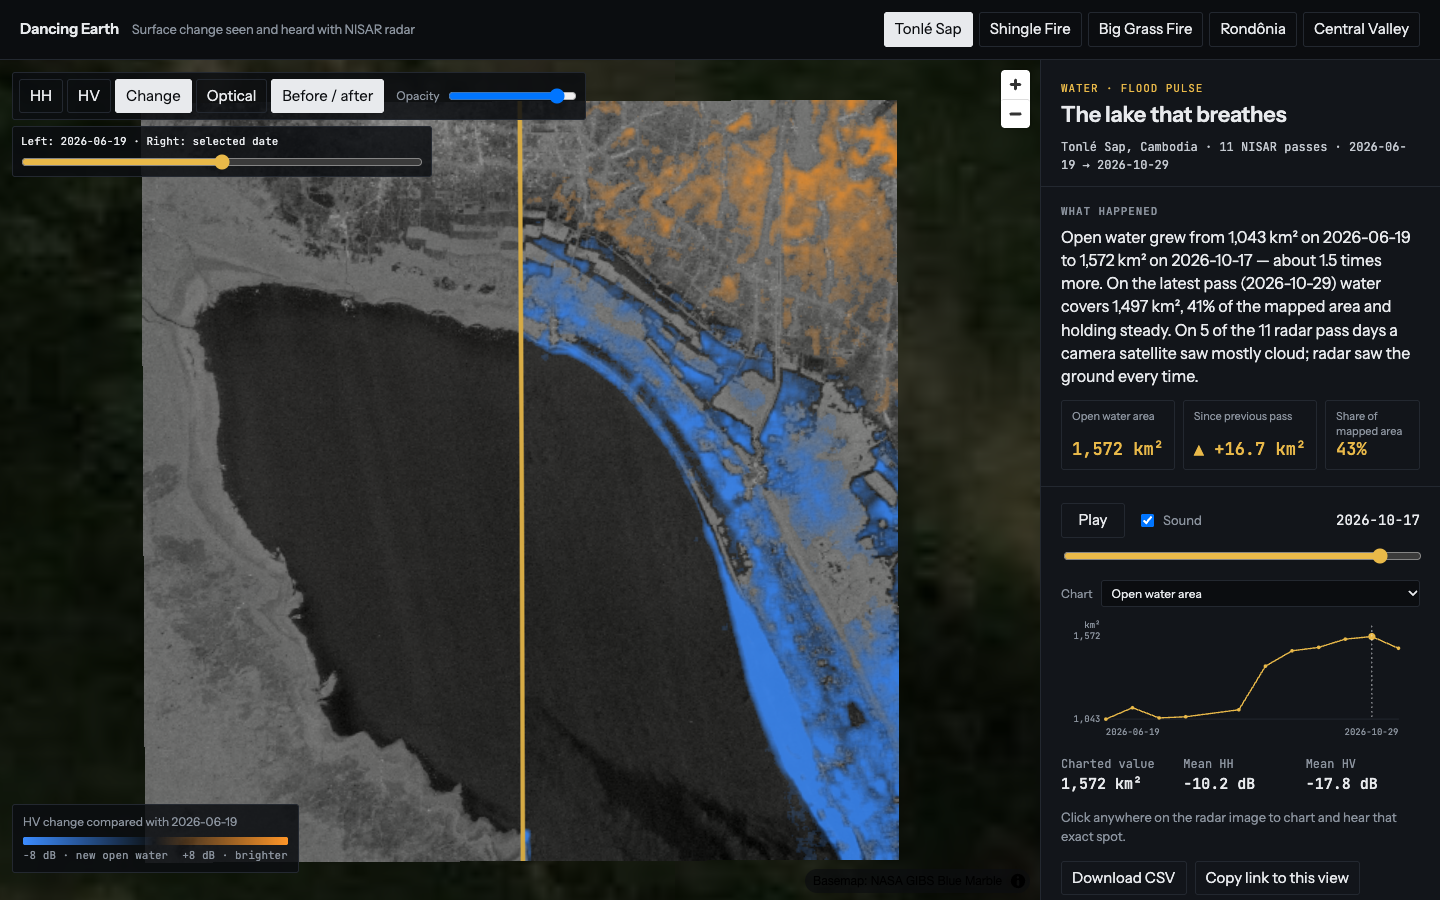 Dancing Earth
Surface change seen and heard with NISAR radar
Tonlé Sap
Shingle Fire
Big Grass Fire
Rondônia
Central Valley
HH
HV
Change
Optical
Before / after
Opacity
Left: 2026-06-19 · Right: selected date
+
−
HV change compared with 2026-06-19
-8 dB · new open water +8 dB · brighter
Basemap: NASA GIBS Blue Marble
WATER · FLOOD PULSE
The lake that breathes
Tonlé Sap, Cambodia · 11 NISAR passes · 2026-06-
19 → 2026-10-29
WHAT HAPPENED
Open water grew from 1,043 km² on 2026-06-19
to 1,572 km² on 2026-10-17 — about 1.5 times
more. On the latest pass (2026-10-29) water
covers 1,497 km², 41% of the mapped area and
holding steady. On 5 of the 11 radar pass days a
camera satellite saw mostly cloud; radar saw the
ground every time.
Open water area
1,572 km²
Since previous pass
▲ +16.7 km²
Share of
mapped area
43%
Play
Sound
2026-10-17
Chart
Open water area
km²
1,572
1,043
2026-06-19
2026-10-29
Charted value
1,572 km²
Mean HH
-10.2 dB
Mean HV
-17.8 dB
Click anywhere on the radar image to chart and hear that
exact spot.
Download CSV
Copy link to this view